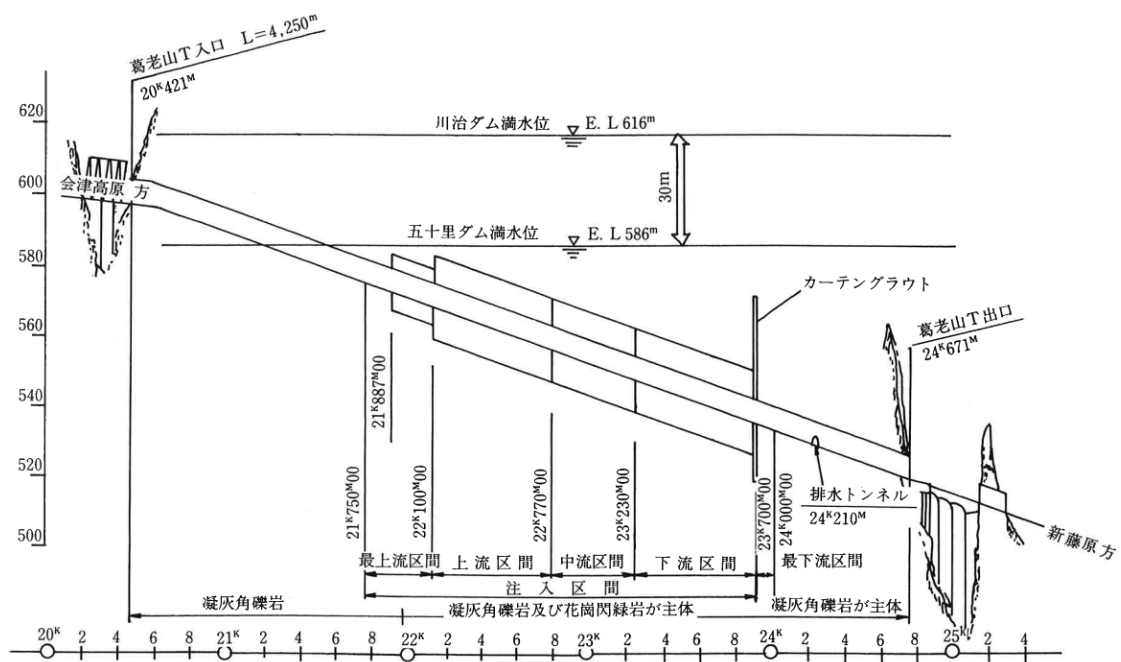 葛老山T入口 L=4,250m
20K421M
620
600
580
560
540
520
500
川治ダム満水位 E. L 616m
30m
会津高原方
五十里ダム満水位 E. L 586m
カーテングラウト
葛老山T出口
24K671M
21K750M00
21K887M00
22K100M00
22K770M00
23K230M00
23K700M00
24K000M00
排水トンネル
24K210M
新藤原方
最上流区間
上流区間
中流区間
下流区間
最下流区間
注入区間
凝灰角礫岩
凝灰角礫岩及び花崗閃緑岩が主体
凝灰角礫岩が主体
20K 2 4 6 8 21K 2 4 6 8 22K 2 4 6 8 23K 2 4 6 8 24K 2 4 6 8 25K 2 4